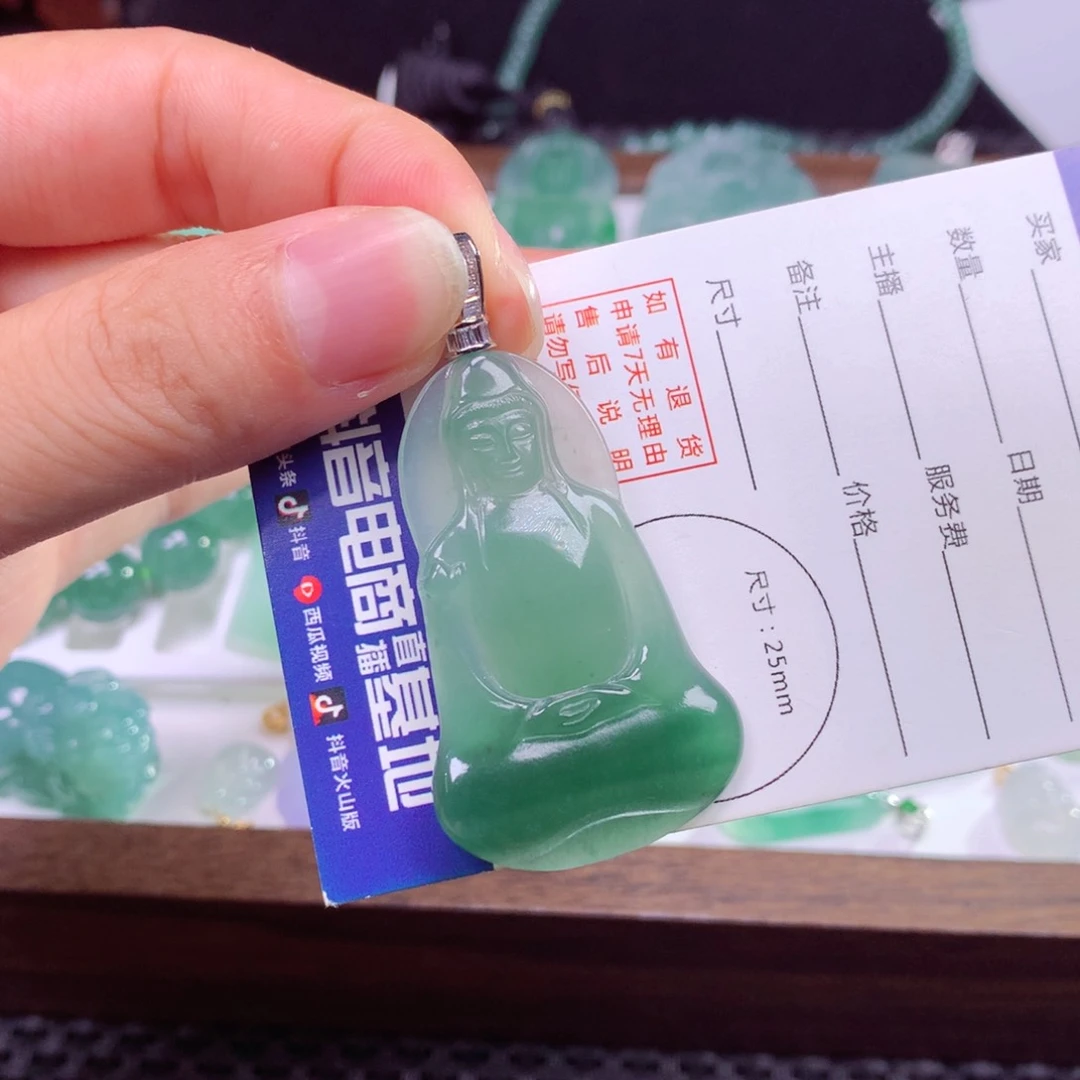 买家
数量 日期
主播 服务费
备注 价格
尺寸
尺寸：25mm
如有退货
申请7天无理由
售后说明
请勿写
音电商直播基地
头条 抖音 西瓜视频 抖音火山版